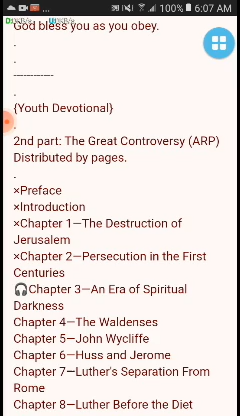 100% 6:07 AM
God bless you as you obey.
.
.
------------
.
{Youth Devotional}
.
2nd part: The Great Controversy (ARP)
Distributed by pages.
.
×Preface
×Introduction
×Chapter 1—The Destruction of
Jerusalem
×Chapter 2—Persecution in the First
Centuries
🎧Chapter 3—An Era of Spiritual
Darkness
Chapter 4—The Waldenses
Chapter 5—John Wycliffe
Chapter 6—Huss and Jerome
Chapter 7—Luther's Separation From
Rome
Chapter 8—Luther Before the Diet